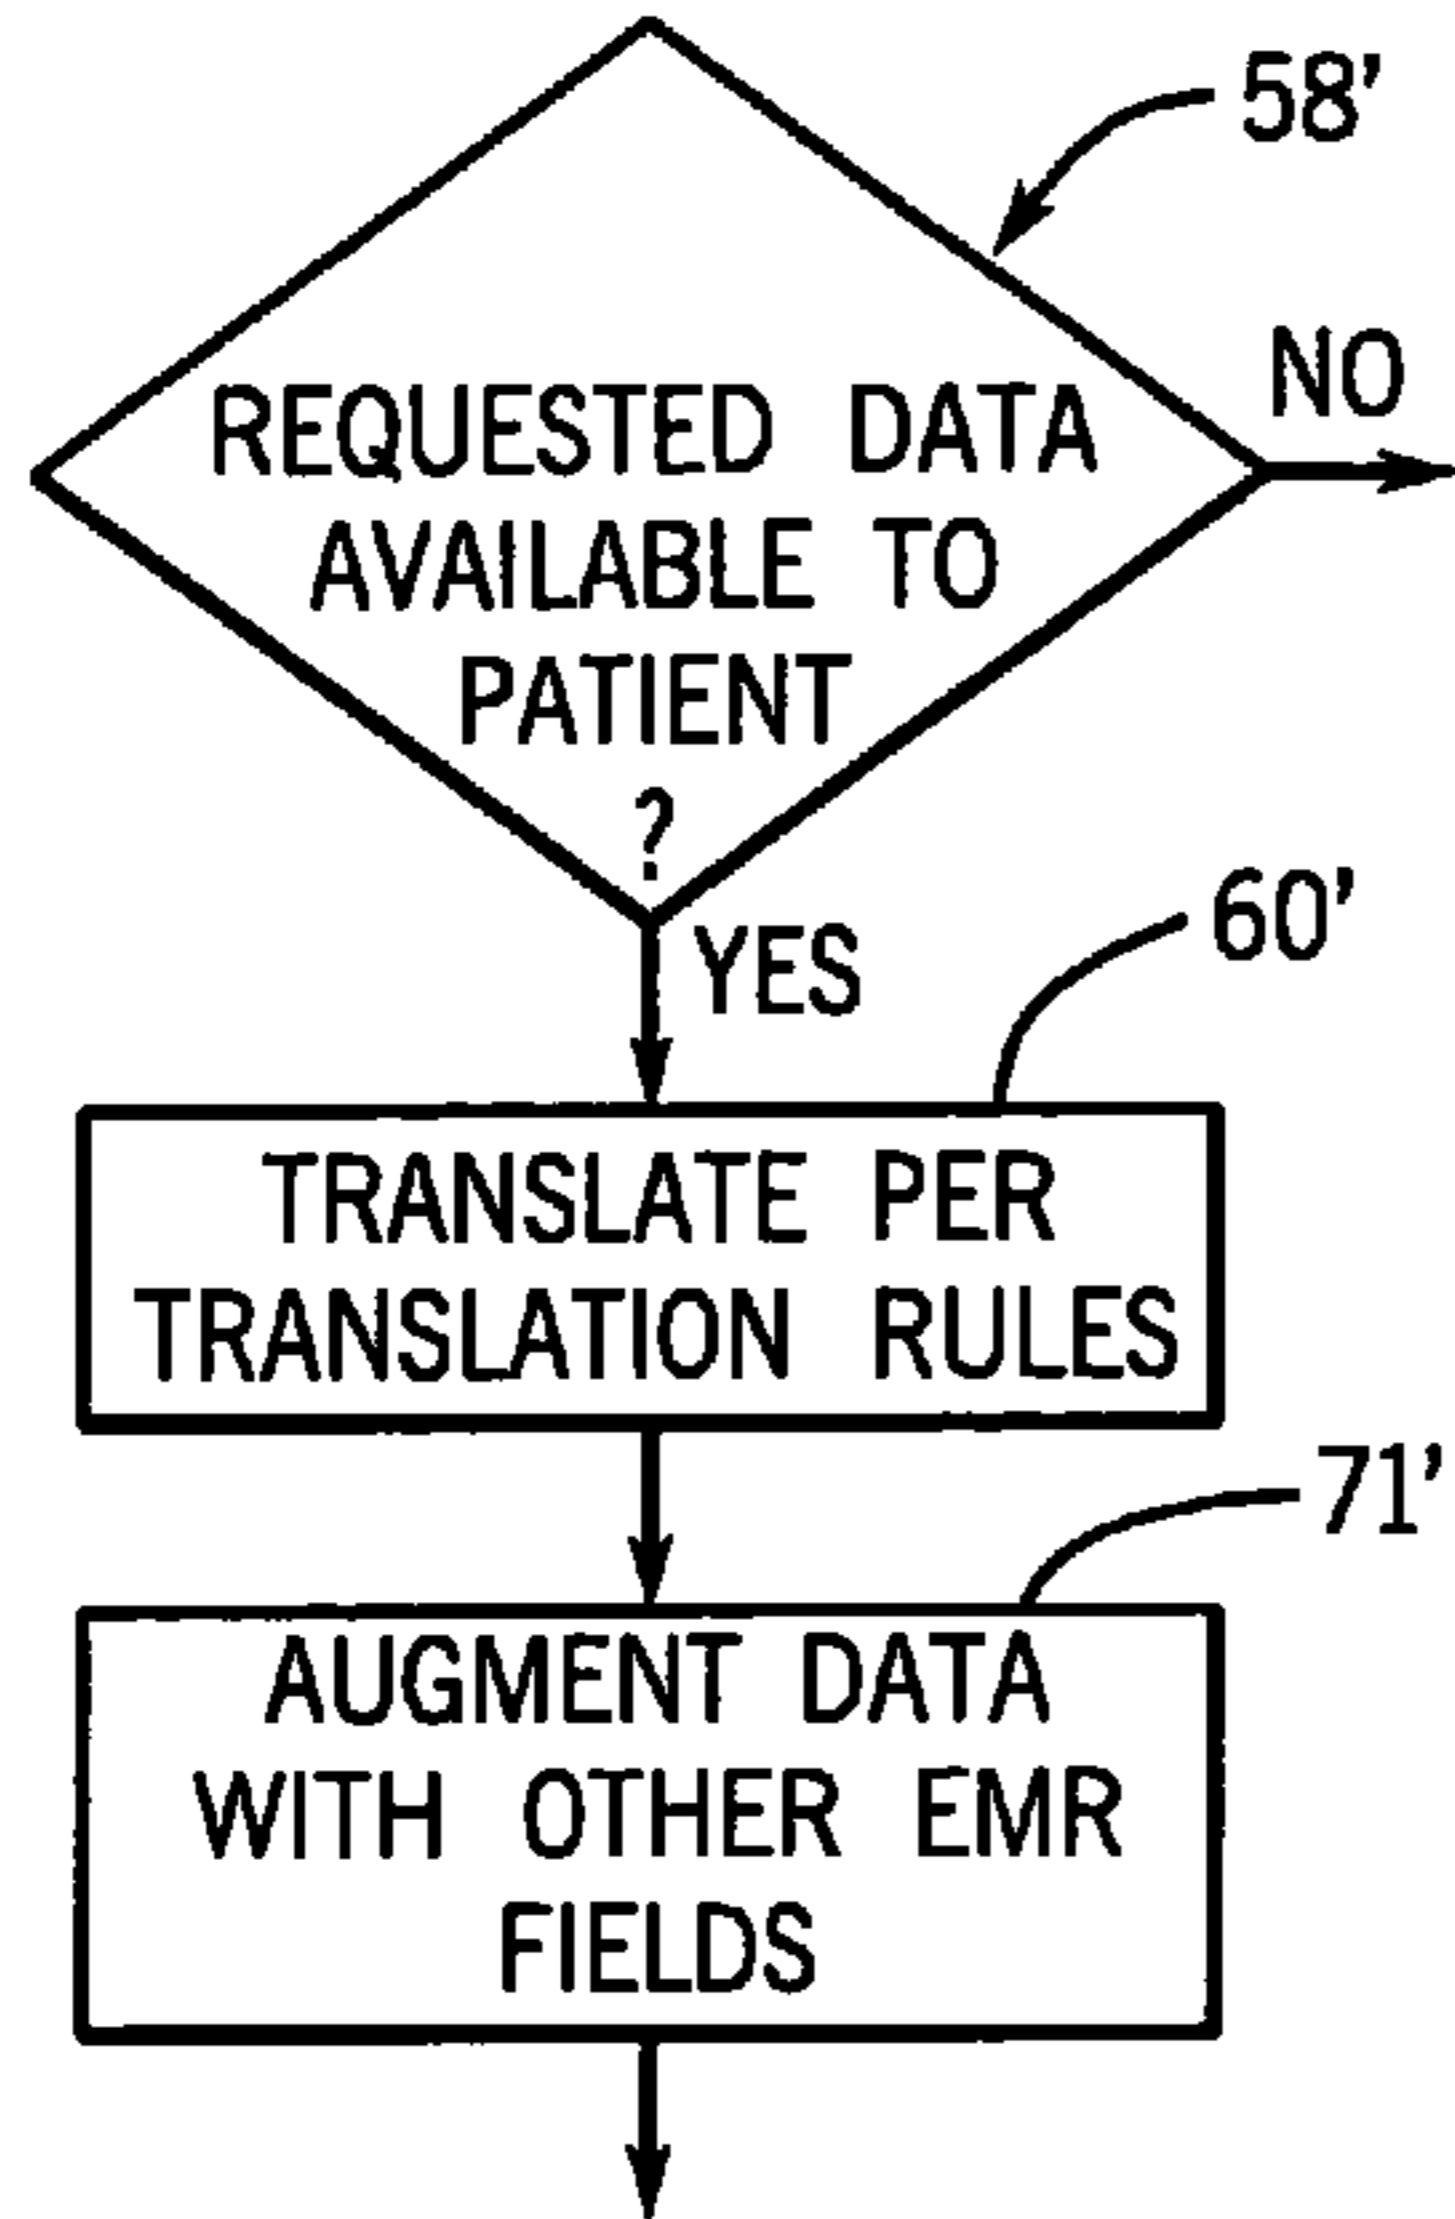 58'
NO
REQUESTED DATA
AVAILABLE TO
PATIENT
?
YES
60'
TRANSLATE PER
TRANSLATION RULES
71'
AUGMENT DATA
WITH OTHER EMR
FIELDS